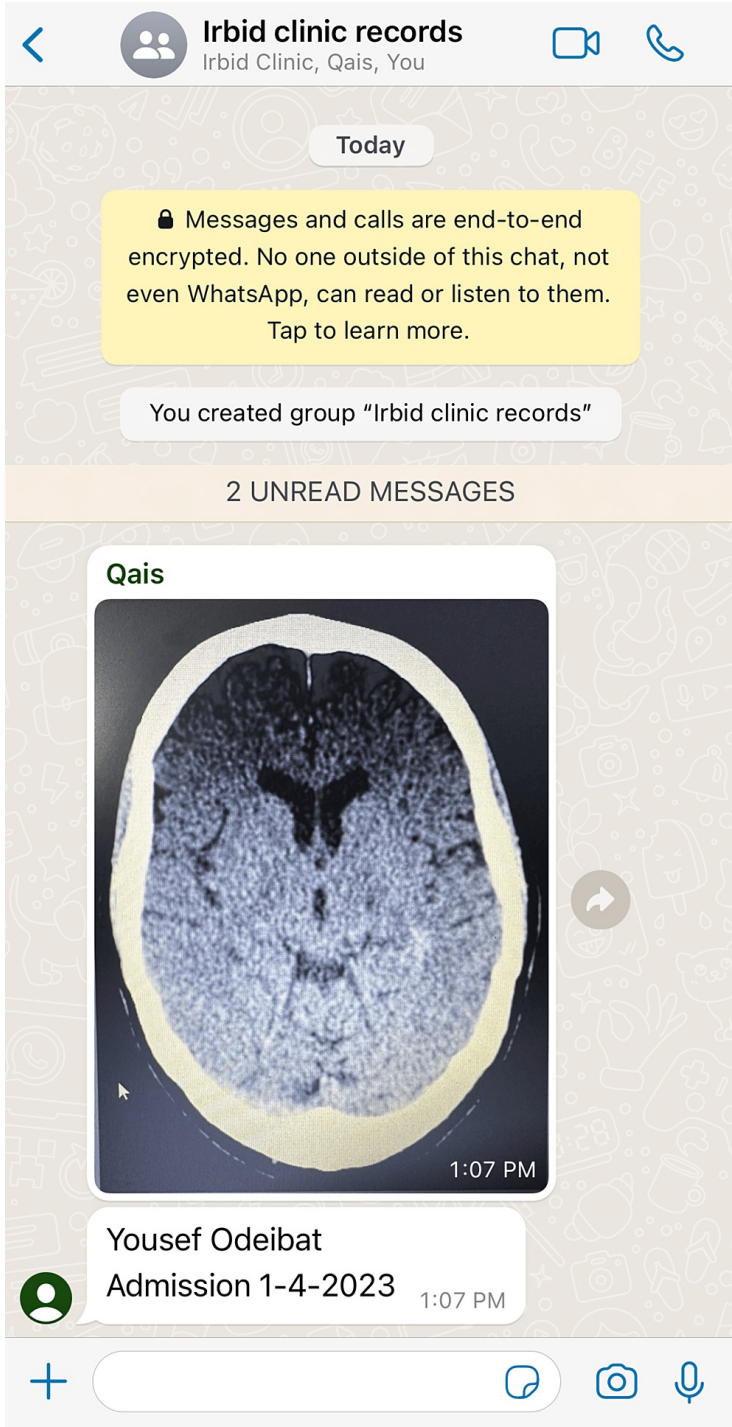 Irbid clinic records
Irbid Clinic, Qais, You
Today
Messages and calls are end-to-end
encrypted. No one outside of this chat, not
even WhatsApp, can read or listen to them.
Tap to learn more.
You created group “Irbid clinic records”
2 UNREAD MESSAGES
Qais
1:07 PM
Yousef Odeibat
Admission 1-4-2023
1:07 PM